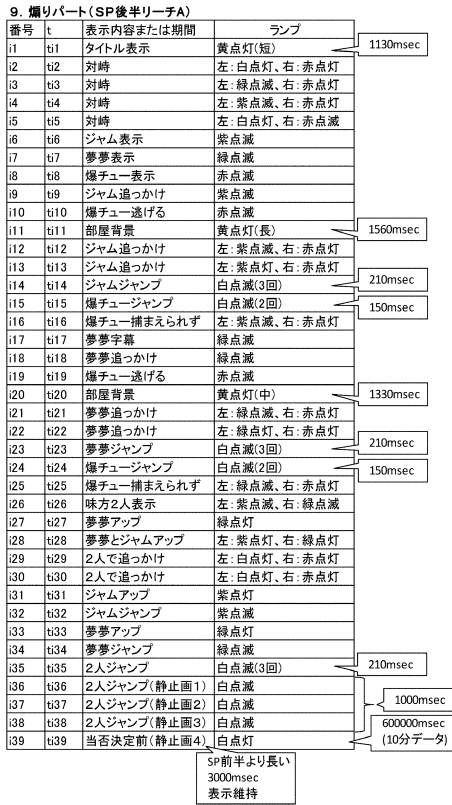 ９．煽りパート(ＳＰ後半リーチＡ)
番号 t 表示内容または期間 ランプ
i1 ti1 タイトル表示 黄点灯(短) 1130msec
i2 ti2 対峙 左:白点灯、右:赤点灯
i3 ti3 対峙 左:緑点滅、右:赤点灯
i4 ti4 対峙 左:紫点滅、右:赤点灯
i5 ti5 対峙 左:白点灯、右:赤点滅
i6 ti6 ジャム表示 紫点滅
i7 ti7 夢夢表示 緑点滅
i8 ti8 爆チュー表示 赤点滅
i9 ti9 ジャム追っかけ 紫点滅
i10 ti10 爆チュー逃げる 赤点滅
i11 ti11 部屋背景 黄点灯(長) 1560msec
i12 ti12 ジャム追っかけ 左:紫点滅、右:赤点灯
i13 ti13 ジャム追っかけ 左:紫点灯、右:赤点灯
i14 ti14 ジャムジャンプ 白点滅(3回) 210msec
i15 ti15 爆チュージャンプ 白点滅(2回) 150msec
i16 ti16 爆チュー捕まえられず 左:紫点滅、右:赤点灯
i17 ti17 夢夢字幕 緑点滅
i18 ti18 夢夢追っかけ 緑点滅
i19 ti19 爆チュー逃げる 赤点滅
i20 ti20 部屋背景 黄点灯(中) 1330msec
i21 ti21 夢夢追っかけ 左:緑点滅、右:赤点灯
i22 ti22 夢夢追っかけ 左:緑点灯、右:赤点灯
i23 ti23 夢夢ジャンプ 白点滅(3回) 210msec
i24 ti24 爆チュージャンプ 白点滅(2回) 150msec
i25 ti25 爆チュー捕まえられず 左:緑点滅、右:赤点灯
i26 ti26 味方２人表示 左:紫点滅、右:緑点滅
i27 ti27 夢夢アップ 緑点灯
i28 ti28 夢夢とジャムアップ 左:紫点灯、右:緑点灯
i29 ti29 ２人で追っかけ 左:白点灯、右:赤点灯
i30 ti30 ２人で追っかけ 左:白点灯、右:赤点灯
i31 ti31 ジャムアップ 紫点灯
i32 ti32 ジャムジャンプ 紫点滅
i33 ti33 夢夢アップ 緑点灯
i34 ti34 夢夢ジャンプ 緑点滅
i35 ti35 ２人ジャンプ 白点滅(3回) 210msec
i36 ti36 ２人ジャンプ(静止画１) 白点滅
i37 ti37 ２人ジャンプ(静止画２) 白点滅 1000msec
i38 ti38 ２人ジャンプ(静止画３) 白点滅
i39 ti39 当否決定前(静止画４) 白点灯 600000msec
(10分データ)
SP前半より長い
3000msec
表示維持